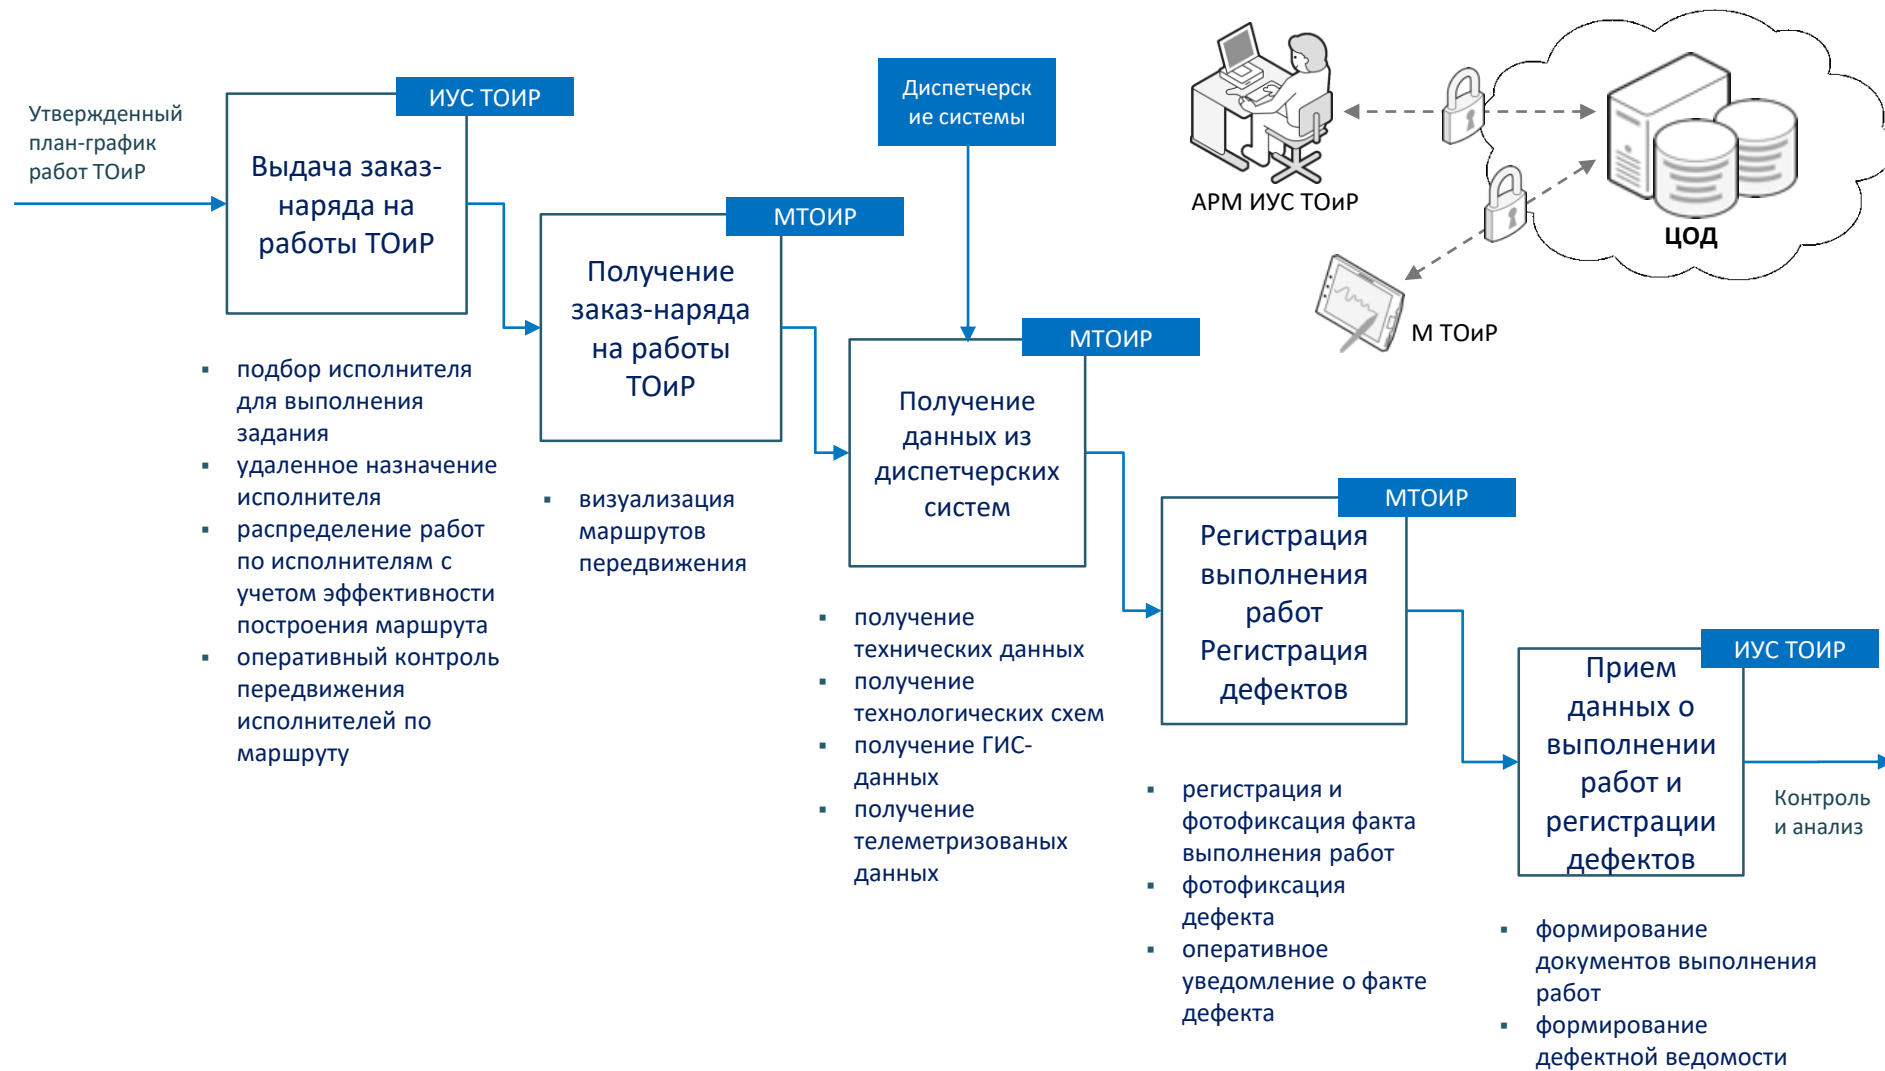 Утвержденный
план-график
работ ТОиР
ИУС ТОИР
Выдача заказ-
наряда на
работы ТОиР
подбор исполнителя
для выполнения
задания
удаленное назначение
исполнителя
распределение работ
по исполнителям с
учетом эффективности
построения маршрута
оперативный контроль
передвижения
исполнителей по
маршруту
МТОИР
Получение
заказ-наряда
на работы
ТОиР
визуализация
маршрутов
передвижения
Диспетчерск
ие системы
МТОИР
Получение
данных из
диспетчерских
систем
получение
технических данных
получение
технологических схем
получение ГИС-
данных
получение
телеметризованых
данных
МТОИР
Регистрация
выполнения
работ
Регистрация
дефектов
регистрация и
фотофиксация факта
выполнения работ
фотофиксация
дефекта
оперативное
уведомление о факте
дефекта
ИУС ТОИР
Прием
данных о
выполнении
работ и
регистрации
дефектов
формирование
документов выполнения
работ
формирование
дефектной ведомости
Контроль
и анализ
АРМ ИУС ТОиР
ЦОД
М ТОиР